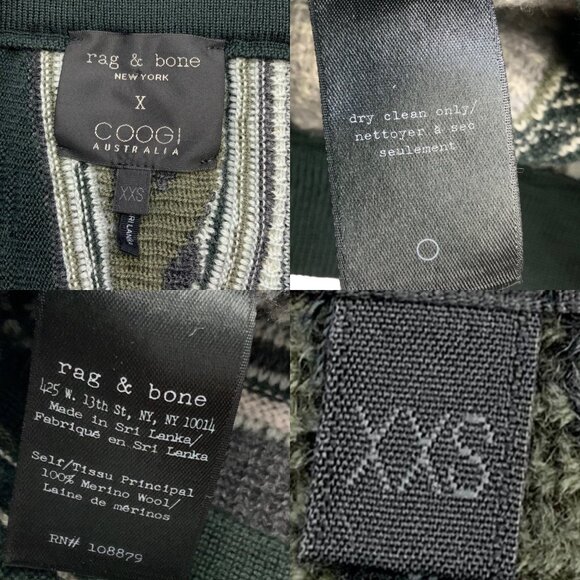 rag & bone
NEW YORK
X
COOGI
AUSTRALIA
XXS
SRI LANKA
dry clean only/
nettoyer à sec
seulement
rag & bone
425 W. 13th St, NY, NY 10014
Made in Sri Lanka/
Fabriqué en Sri Lanka
Self/Tissu Principal
100% Merino Wool/
Laine de mérinos
RN# 108879
XXS